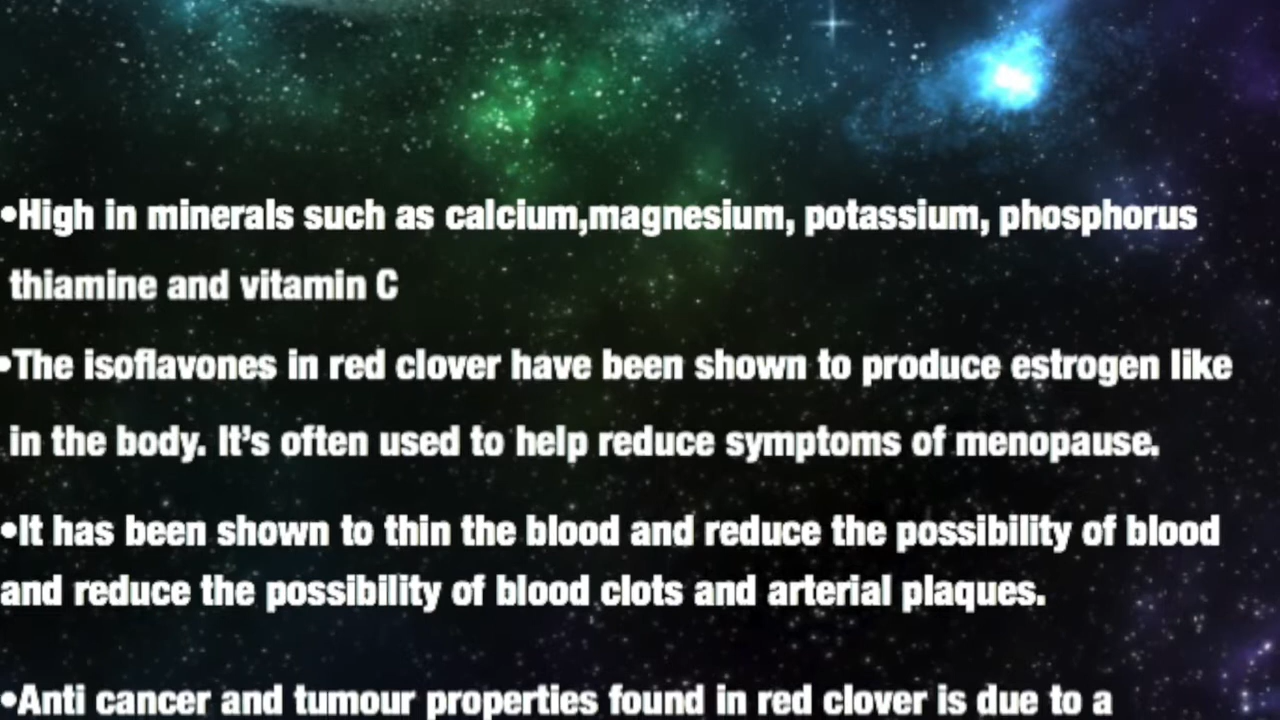 •High in minerals such as calcium,magnesium, potassium, phosphorus
thiamine and vitamin C
•The isoflavones in red clover have been shown to produce estrogen like
in the body. It’s often used to help reduce symptoms of menopause.
•It has been shown to thin the blood and reduce the possibility of blood
and reduce the possibility of blood clots and arterial plaques.
•Anti cancer and tumour properties found in red clover is due to a